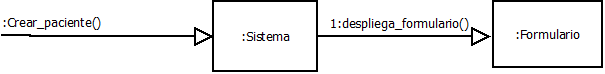 :Crear_paciente()
:Sistema
1:despliega_formulario()
:Formulario